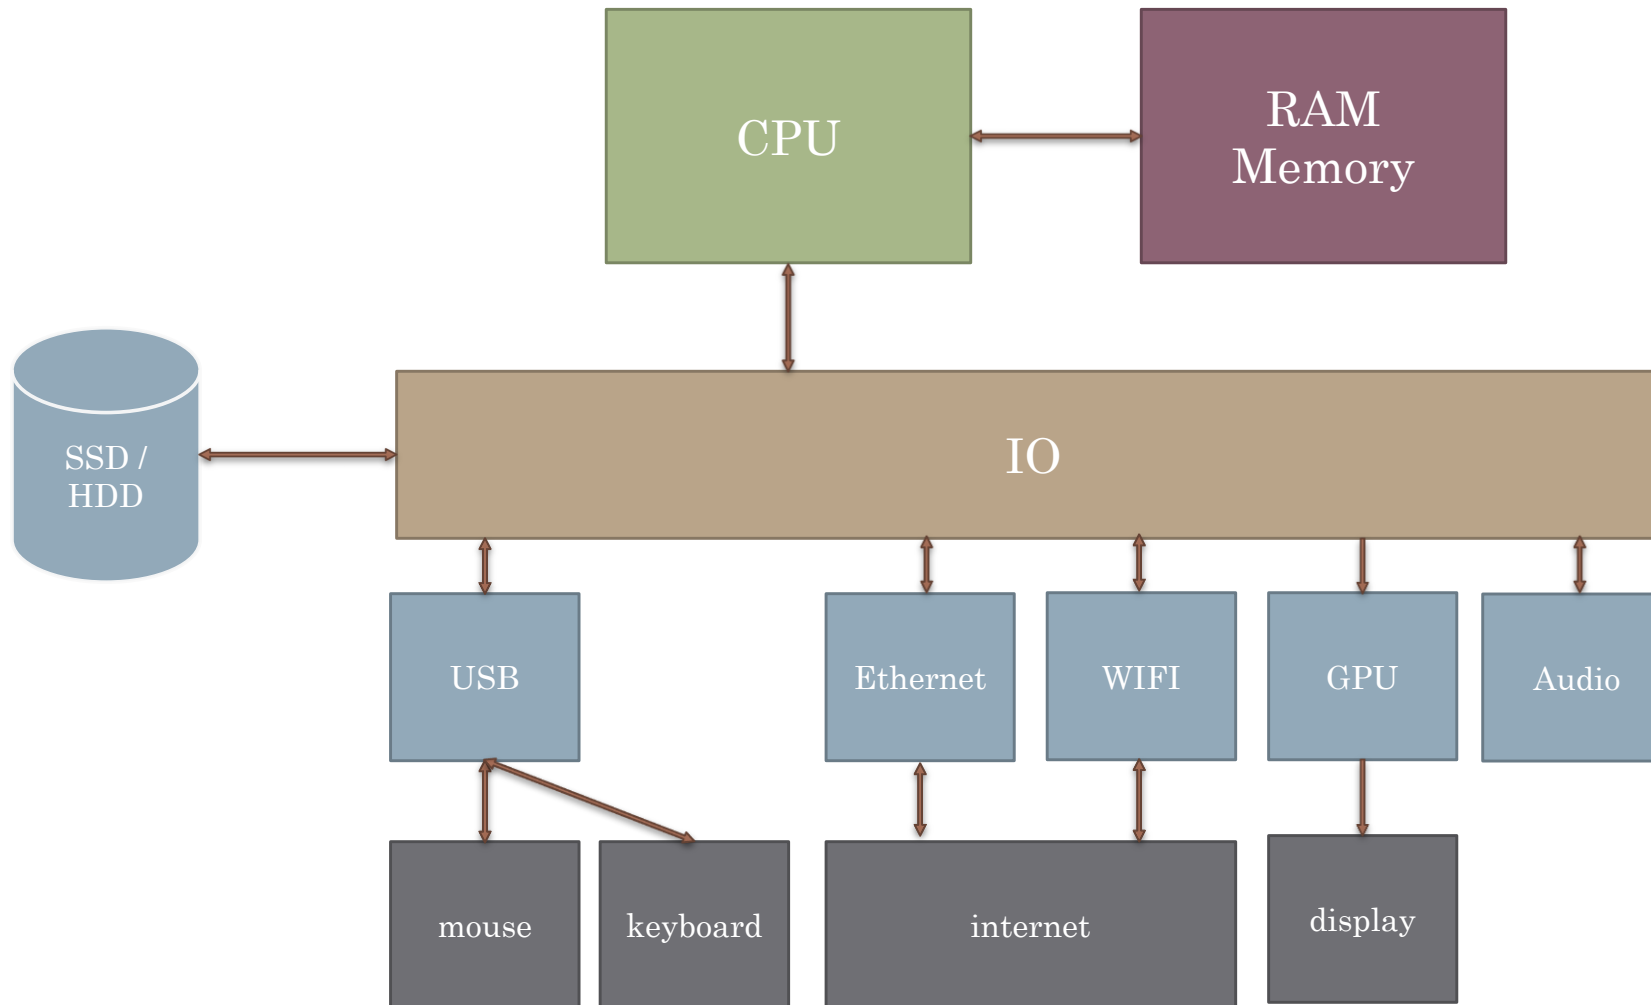 CPU
RAM
Memory
SSD /
HDD
IO
USB
Ethernet
WIFI
GPU
Audio
mouse
keyboard
internet
display